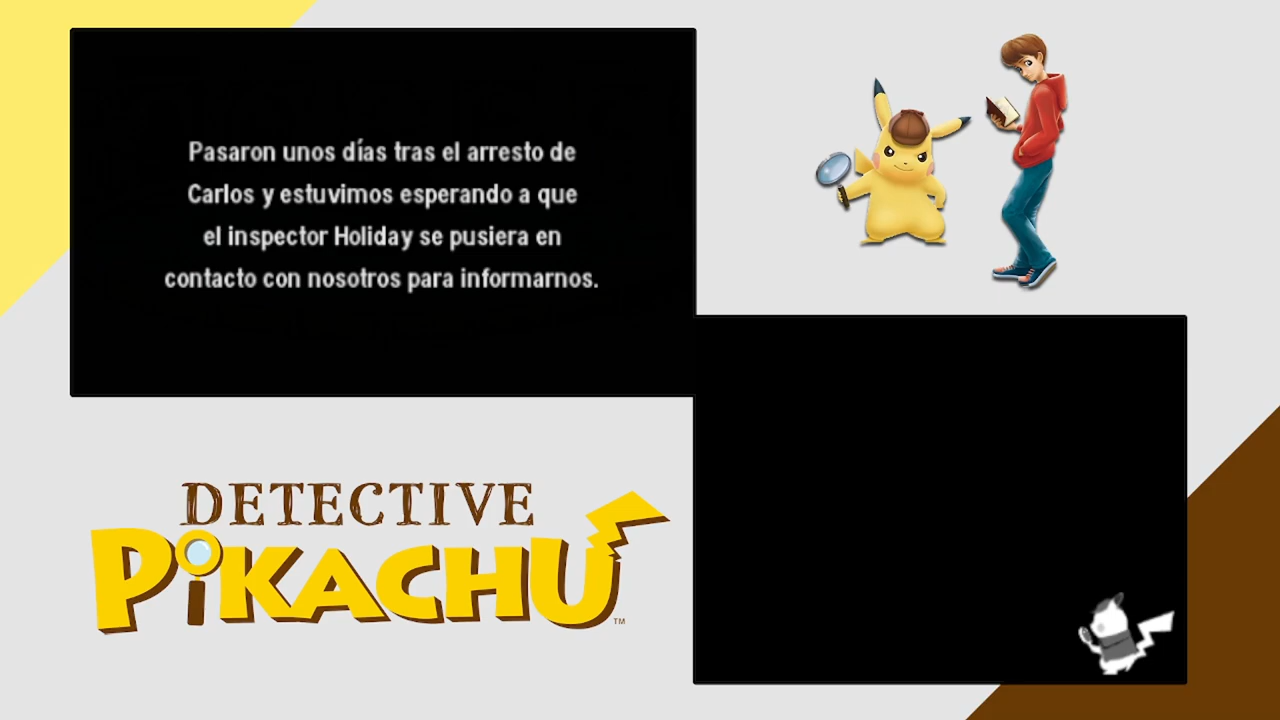 Pasaron unos días tras el arresto de
Carlos y estuvimos esperando a que
el inspector Holiday se pusiera en
contacto con nosotros para informarnos.
DETECTIVE
PiKACHU
TM